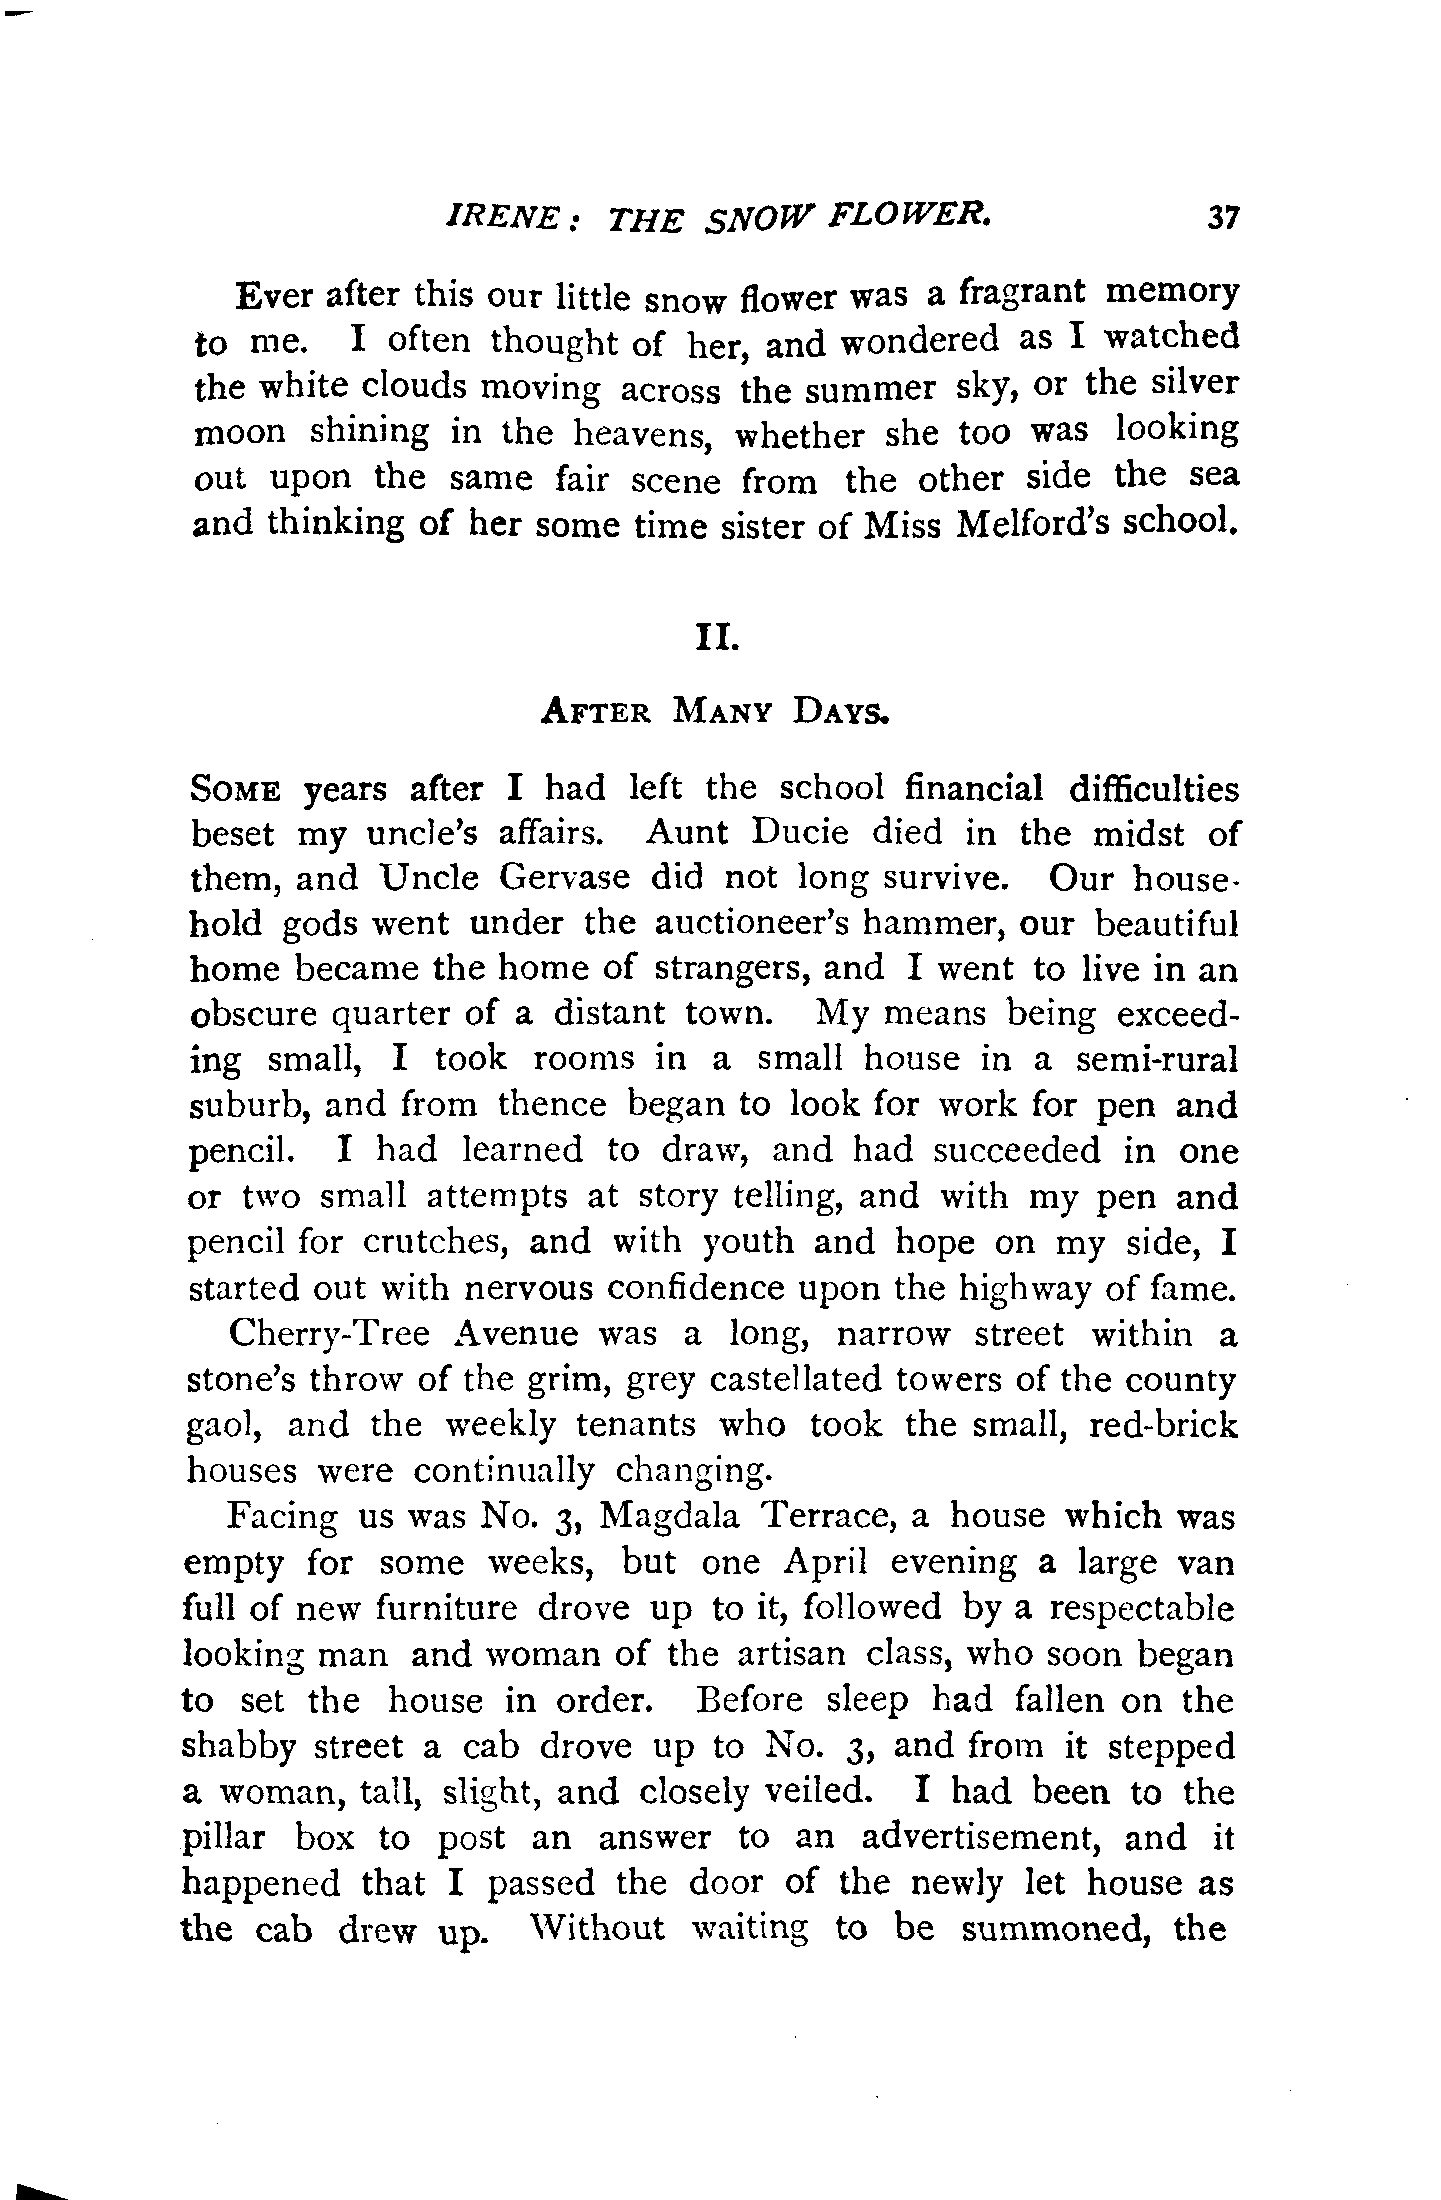 IRENE: THE SNOW FLOWER. 37
Ever after this our little snow flower was a fragrant memory
to me. I often thought of her, and wondered as I watched
the white clouds moving across the summer sky, or the silver
moon shining in the heavens, whether she too was looking
out upon the same fair scene from the other side the sea
and thinking of her some time sister of Miss Melford's school.
II.
AFTER MANY DAYS.
SOME years after I had left the school financial difficulties
beset my uncle's affairs. Aunt Ducie died in the midst of
them, and Uncle Gervase did not long survive. Our house-
hold gods went under the auctioneer's hammer, our beautiful
home became the home of strangers, and I went to live in an
obscure quarter of a distant town. My means being exceed-
ing small, I took rooms in a small house in a semi-rural
suburb, and from thence began to look for work for pen and
pencil. I had learned to draw, and had succeeded in one
or two small attempts at story telling, and with my pen and
pencil for crutches, and with youth and hope on my side, I
started out with nervous confidence upon the highway of fame.
Cherry-Tree Avenue was a long, narrow street within a
stone's throw of the grim, grey castellated towers of the county
gaol, and the weekly tenants who took the small, red-brick
houses were continually changing.
Facing us was No. 3, Magdala Terrace, a house which was
empty for some weeks, but one April evening a large van
full of new furniture drove up to it, followed by a respectable
looking man and woman of the artisan class, who soon began
to set the house in order. Before sleep had fallen on the
shabby street a cab drove up to No. 3, and from it stepped
a woman, tall, slight, and closely veiled. I had been to the
pillar box to post an answer to an advertisement, and it
happened that I passed the door of the newly let house as
the cab drew up. Without waiting to be summoned, the